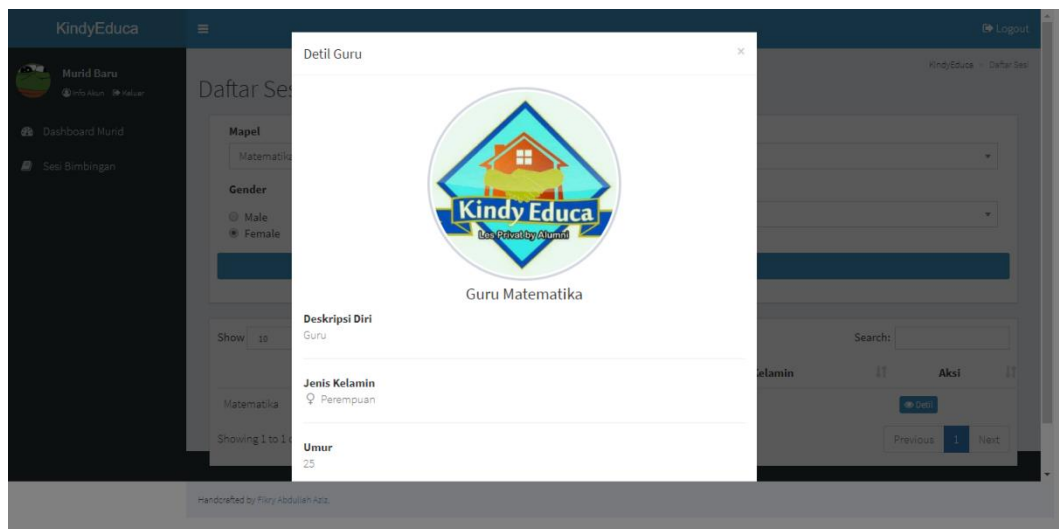 KindyEduca
Logout
Detil Guru
×
Murid Baru
Info Akun Keluar
KindyEduca > Daftar Sesi
Daftar Ses
Dashboard Murid
Sesi Bimbingan
Mapel
Matematika
Gender
Male
Female
Kindy Educa
Les Privat by Alumni
Guru Matematika
Deskripsi Diri
Guru
Show 10
Search:
Jenis Kelamin
Perempuan
Kelamin
Aksi
Matematika
Detil
Showing 1 to 1
Previous 1 Next
Umur
25
Handcrafted by Fikry Abdullah Aziz.